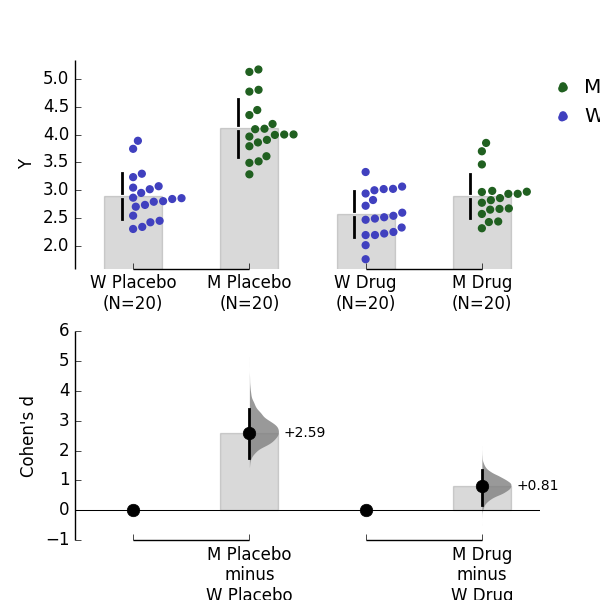 5.0
4.5
4.0
3.5
3.0
2.5
2.0
Y
M
W
W Placebo
(N=20)
M Placebo
(N=20)
W Drug
(N=20)
M Drug
(N=20)
6
5
4
3
2
1
0
−1
Cohen's d
+2.59
+0.81
M Placebo
minus
W Placebo
M Drug
minus
W Drug